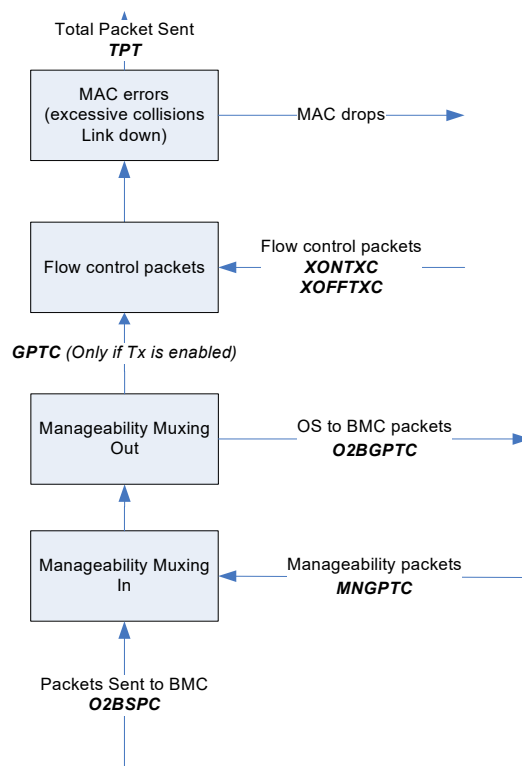 Total Packet Sent
TPT
MAC errors
(excessive collisions
Link down)
MAC drops
Flow control packets
Flow control packets
XONTXC
XOFFTXC
GPTC (Only if Tx is enabled)
Manageability Muxing
Out
OS to BMC packets
O2BGPTC
Manageability Muxing
In
Manageability packets
MNGPTC
Packets Sent to BMC
O2BSPC